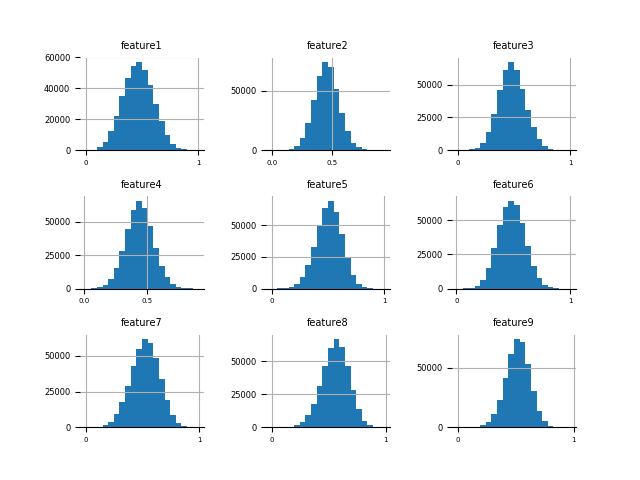 feature1 feature2 feature3
60000
40000 50000 50000
20000 25000
0 0 0
0 1 0.0 0.5 0 1
feature4 feature5 feature6
50000 50000 50000
25000 25000 25000
0 0 0
0.0 0.5 0 1 0 1
feature7 feature8 feature9
50000 50000 50000
25000 25000
0 0 0
0 1 0 1 0 1